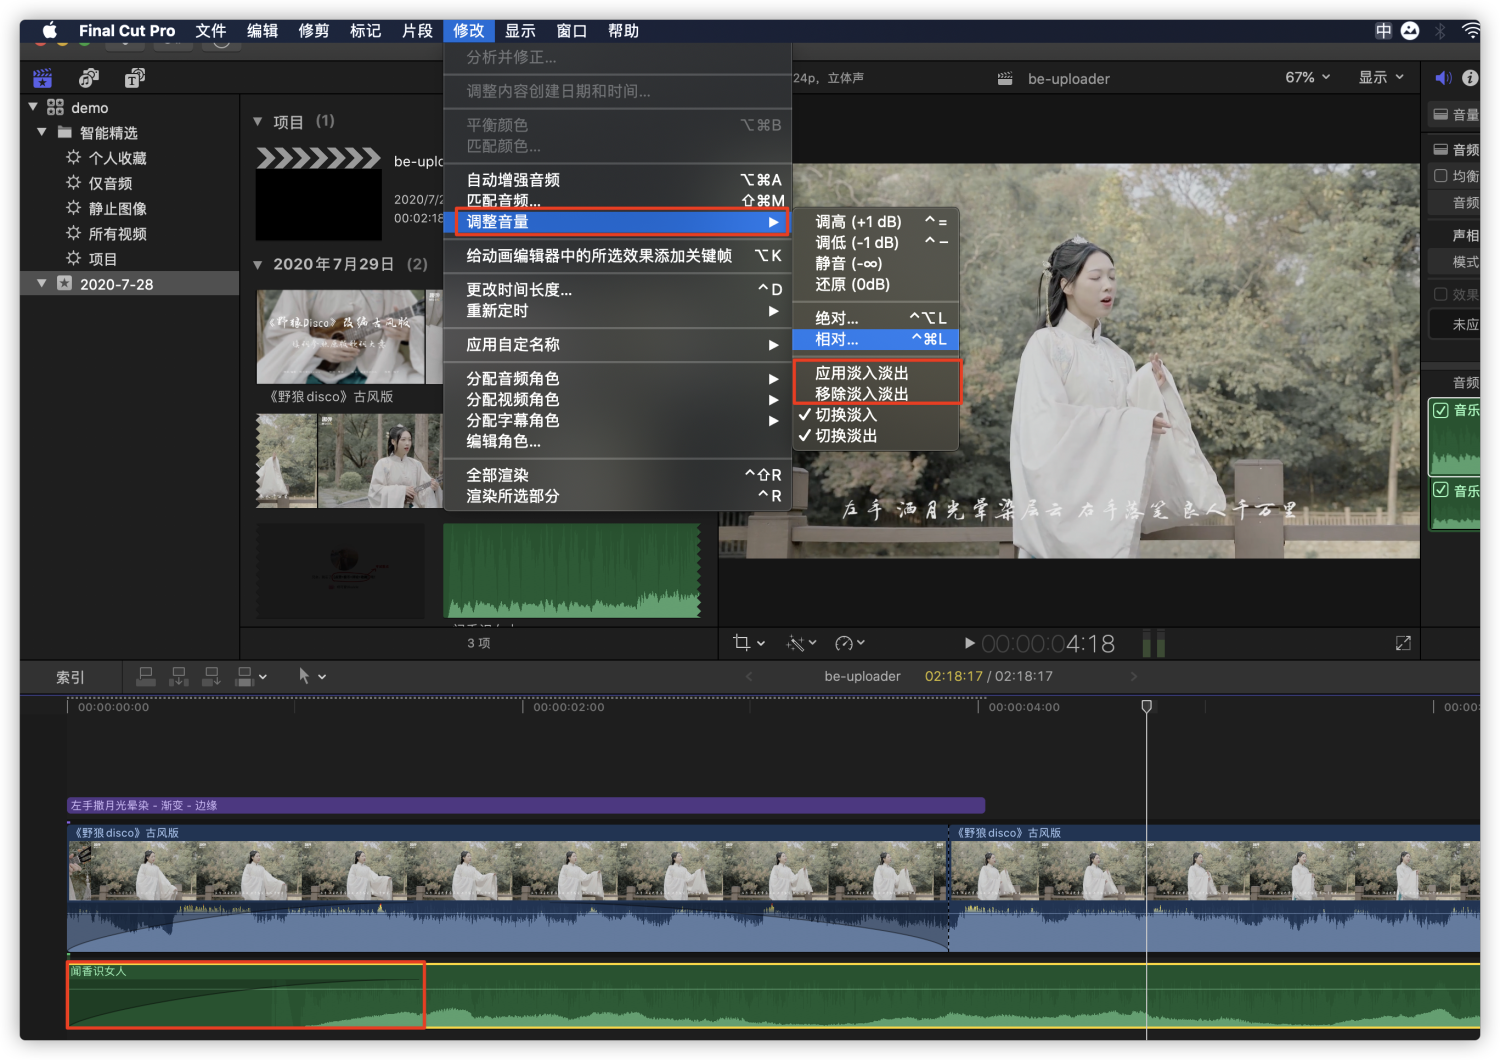 Final Cut Pro 文件 编辑 修剪 标记 片段 修改 显示 窗口 帮助 中
分析并修正...
调整内容创建日期和时间...
平衡颜色 ⌥⌘B
匹配颜色...
自动增强音频 ⌥⌘A
匹配音频... ⇧⌘M
调整音量
给动画编辑器中的所选效果添加关键帧 ⌥K
更改时间长度... ⌃D
重新定时
应用自定名称
分配音频角色
分配视频角色
分配字幕角色
编辑角色...
全部渲染 ⌃⇧R
渲染所选部分 ⌃R
调高 (+1 dB) ⌃=
调低 (-1 dB) ⌃−
静音 (-∞)
还原 (0dB)
绝对... ⌃⌥L
相对... ⌃⌘L
应用淡入淡出
移除淡入淡出
✓切换淡入
✓切换淡出
demo
智能精选
个人收藏
仅音频
静止图像
所有视频
项目
2020-7-28
项目 (1)
be-uplo
2020/7/2
00:02:18
2020年7月29日 (2)
《野狼Disco》改编古风版
《野狼disco》古风版
3 项
24p, 立体声
be-uploader
67%
显示
左手 洒月光晕染层云 右手落笔良人千万里
00:00:04:18
音量
音频
均衡
音频
声相
模式
效果
未应
音频
音乐
音乐
索引
be-uploader
02:18:17 / 02:18:17
00:00:00:00
00:00:02:00
00:00:04:00
00:00:
左手撒月光晕染 - 渐变 - 边缘
《野狼disco》古风版
《野狼disco》古风版
闻香识女人